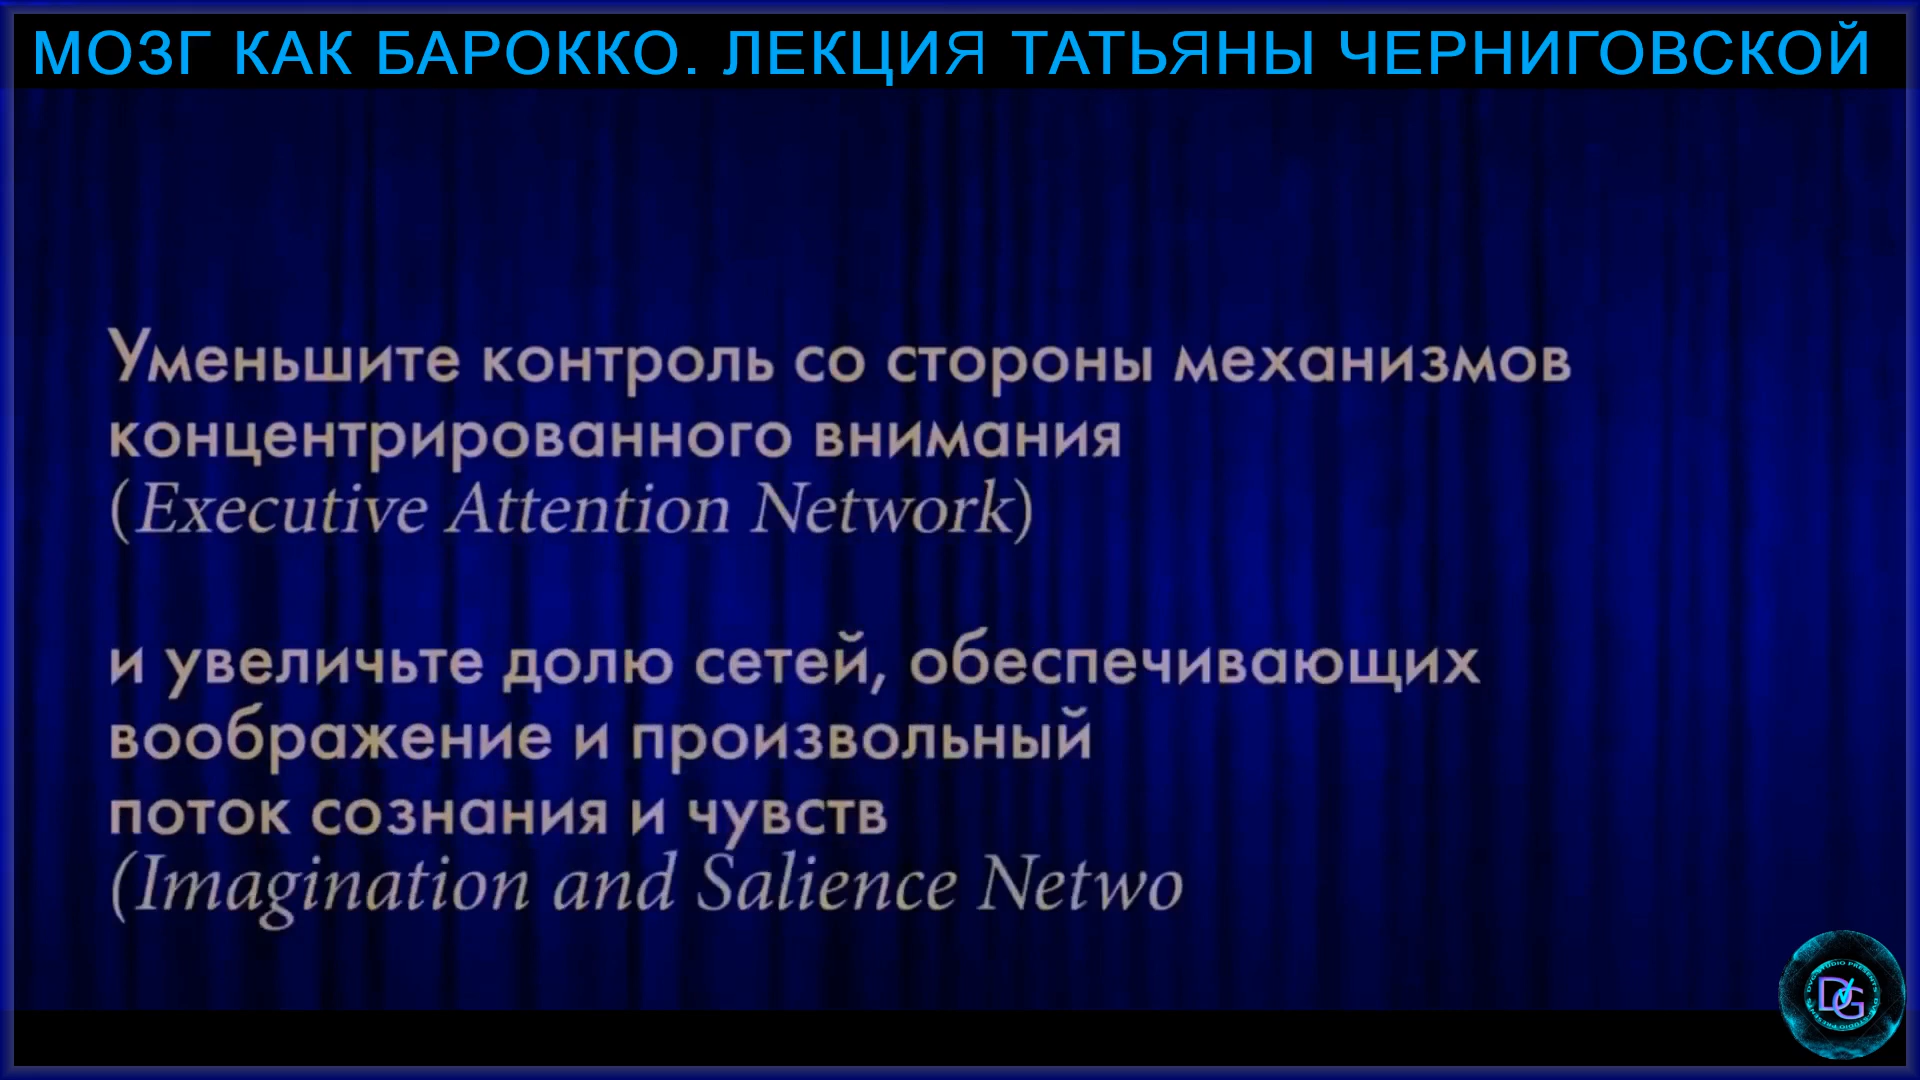 МОЗГ КАК БАРОККО. ЛЕКЦИЯ ТАТЬЯНЫ ЧЕРНИГОВСКОЙ
Уменьшите контроль со стороны механизмов
концентрированного внимания
(Executive Attention Network)
и увеличьте долю сетей, обеспечивающих
воображение и произвольный
поток сознания и чувств
(Imagination and Salience Netwo
DG